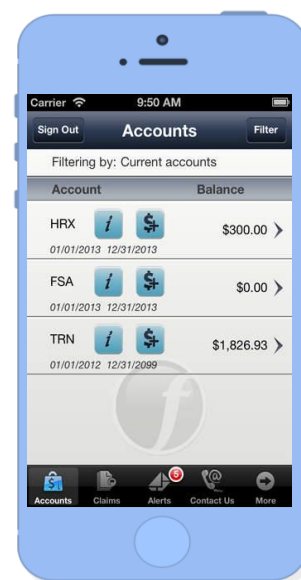 Carrier 9:50 AM
Sign Out Accounts Filter
Filtering by: Current accounts
Account Balance
HRX i $+ $300.00
01/01/2013 12/31/2013
FSA i $+ $0.00
01/01/2013 12/31/2013
TRN i $+ $1,826.93
01/01/2012 12/31/2099
f
5
Accounts Claims Alerts Contact Us More